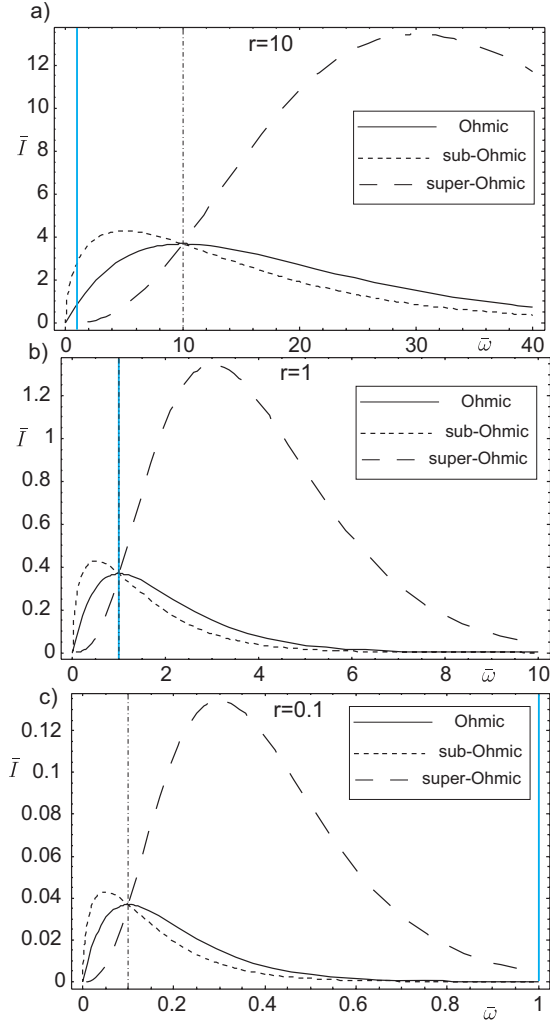 a)
r=10
12
10
8
6
4
2
0
Ī
Ohmic
sub-Ohmic
super-Ohmic
0 10 20 30 40
ω̄
b)
r=1
1.2
1
0.8
0.6
0.4
0.2
0
Ī
Ohmic
sub-Ohmic
super-Ohmic
0 2 4 6 8 10
ω̄
c)
r=0.1
0.12
0.1
0.08
0.06
0.04
0.02
0
Ī
Ohmic
sub-Ohmic
super-Ohmic
0 0.2 0.4 0.6 0.8 1
ω̄